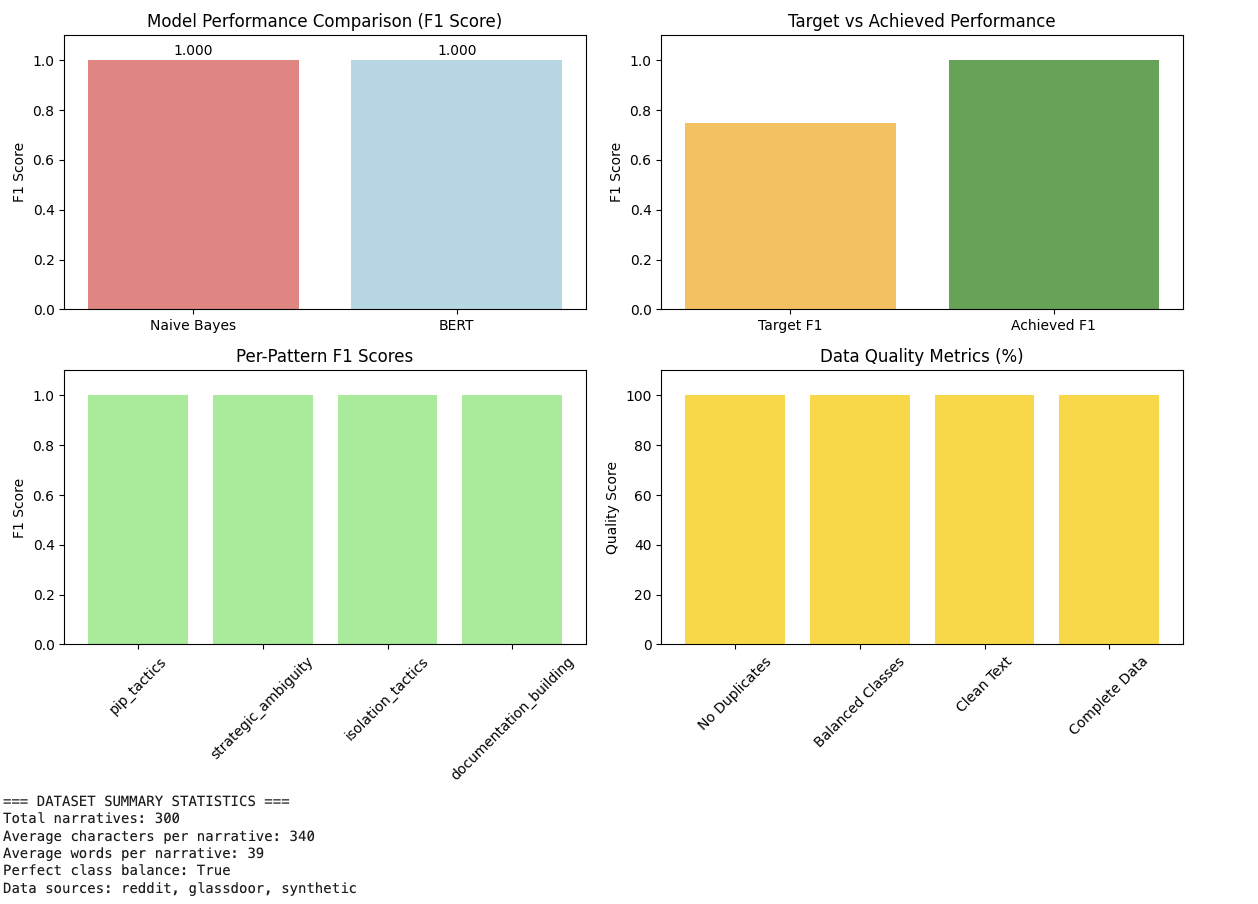 Model Performance Comparison (F1 Score)
1.000
1.000
1.0
0.8
0.6
0.4
0.2
0.0
F1 Score
Naive Bayes
BERT
Target vs Achieved Performance
1.0
0.8
0.6
0.4
0.2
0.0
F1 Score
Target F1
Achieved F1
Per-Pattern F1 Scores
1.0
0.8
0.6
0.4
0.2
0.0
F1 Score
pip_tactics
strategic_ambiguity
isolation_tactics
documentation_building
Data Quality Metrics (%)
100
80
60
40
20
0
Quality Score
No Duplicates
Balanced Classes
Clean Text
Complete Data
=== DATASET SUMMARY STATISTICS ===
Total narratives: 300
Average characters per narrative: 340
Average words per narrative: 39
Perfect class balance: True
Data sources: reddit, glassdoor, synthetic